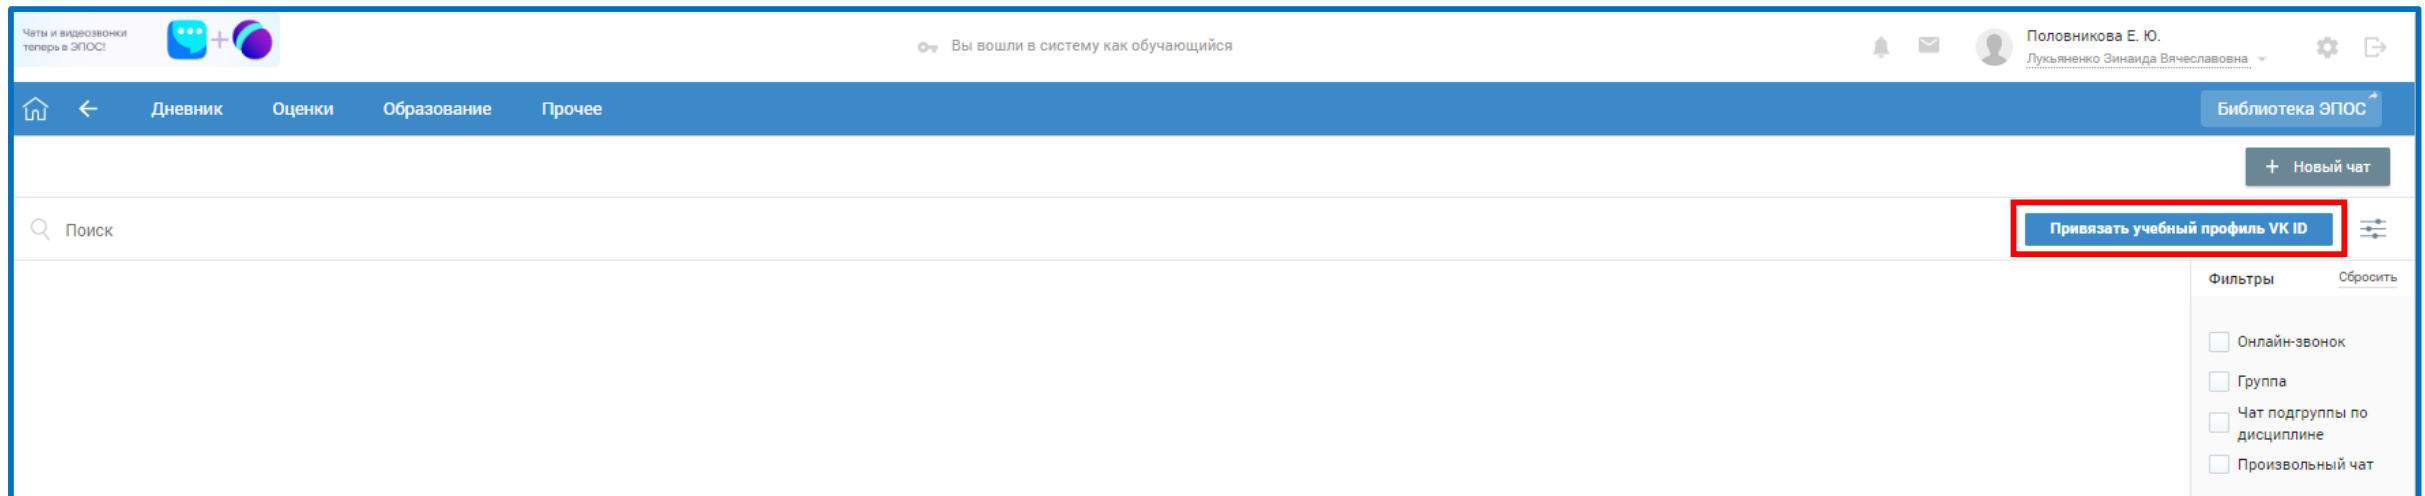 Чаты и видеозвонки
теперь в ЭПОС!
Вы вошли в систему как обучающийся
Половникова Е. Ю.
Лукьяненко Зинаида Вячеславовна
Дневник Оценки Образование Прочее Библиотека ЭПОС
+ Новый чат
Поиск
Привязать учебный профиль VK ID
Фильтры Сбросить
Онлайн-звонок
Группа
Чат подгруппы по
дисциплине
Произвольный чат